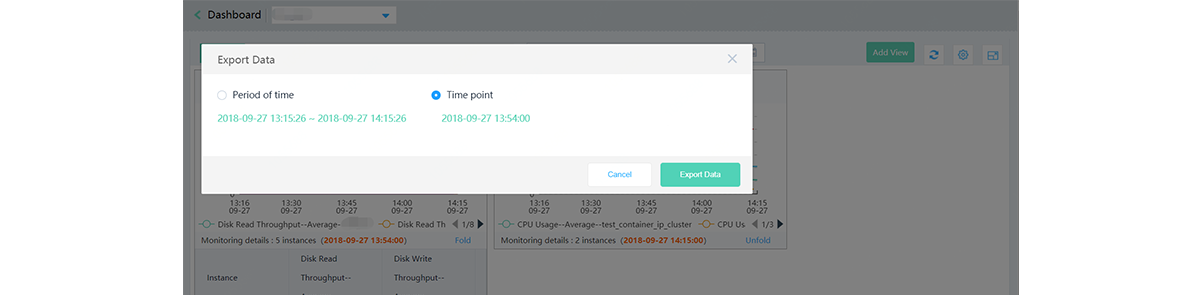 Dashboard
Add View
Export Data
Period of time
Time point
2018-09-27 13:15:26 ~ 2018-09-27 14:15:26
2018-09-27 13:54:00
Cancel
Export Data
13:16 13:30 13:45 14:00 14:15
09-27 09-27 09-27 09-27 09-27
Disk Read Throughput--Average- Disk Read Th 1/8
Monitoring details : 5 instances (2018-09-27 13:54:00) Fold
13:16 13:30 13:45 14:00 14:15
09-27 09-27 09-27 09-27 09-27
CPU Usage--Average--test_container_ip_cluster CPU Us 1/3
Monitoring details : 2 instances (2018-09-27 14:15:00) Unfold
Disk Read Disk Write
Instance Throughput-- Throughput--